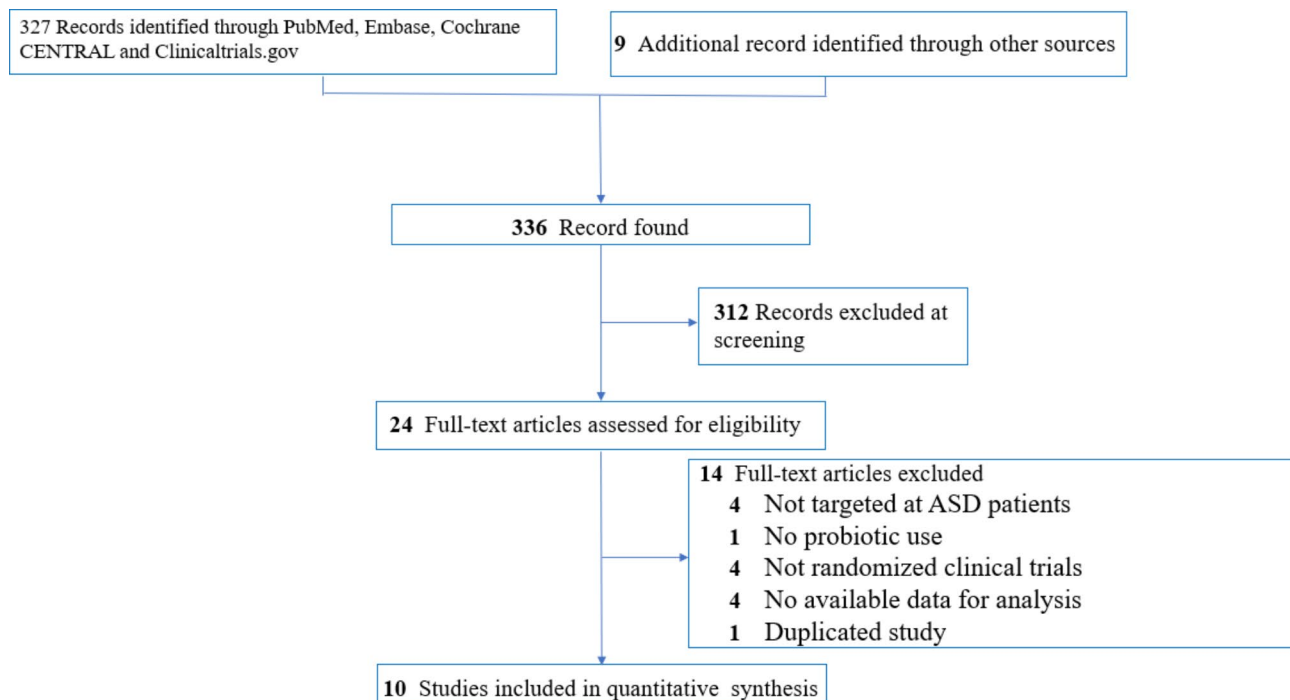 327 Records identified through PubMed, Embase, Cochrane
CENTRAL and Clinicaltrials.gov
9 Additional record identified through other sources
336 Record found
312 Records excluded at
screening
24 Full-text articles assessed for eligibility
14 Full-text articles excluded
4 Not targeted at ASD patients
1 No probiotic use
4 Not randomized clinical trials
4 No available data for analysis
1 Duplicated study
10 Studies included in quantitative synthesis